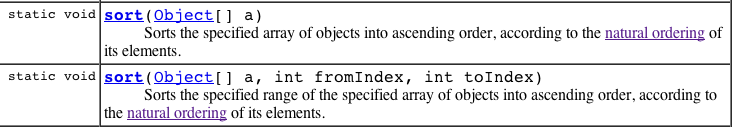 static void sort(Object[] a)
Sorts the specified array of objects into ascending order, according to the natural ordering of
its elements.
static void sort(Object[] a, int fromIndex, int toIndex)
Sorts the specified range of the specified array of objects into ascending order, according to
the natural ordering of its elements.